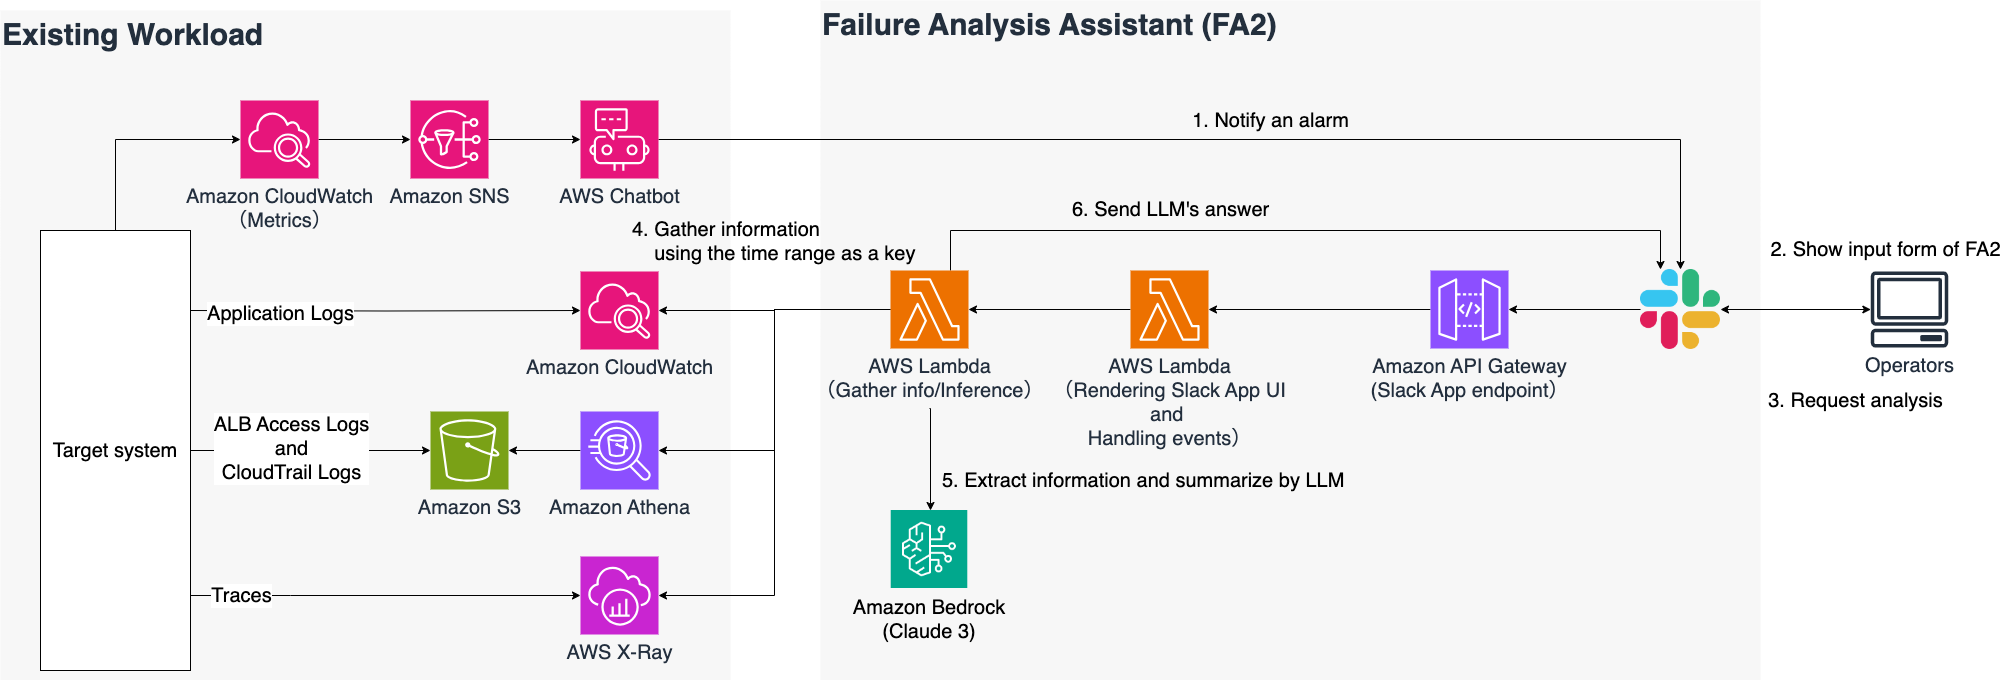 Existing Workload
Failure Analysis Assistant (FA2)
1. Notify an alarm
Amazon CloudWatch
（Metrics）
Amazon SNS
AWS Chatbot
4. Gather information
using the time range as a key
6. Send LLM's answer
2. Show input form of FA2
Application Logs
Amazon CloudWatch
AWS Lambda
（Gather info/Inference）
AWS Lambda
（Rendering Slack App UI
and
Handling events）
Amazon API Gateway
(Slack App endpoint）
Operators
3. Request analysis
Target system
ALB Access Logs
and
CloudTrail Logs
Amazon S3
Amazon Athena
5. Extract information and summarize by LLM
Traces
AWS X-Ray
Amazon Bedrock
(Claude 3)